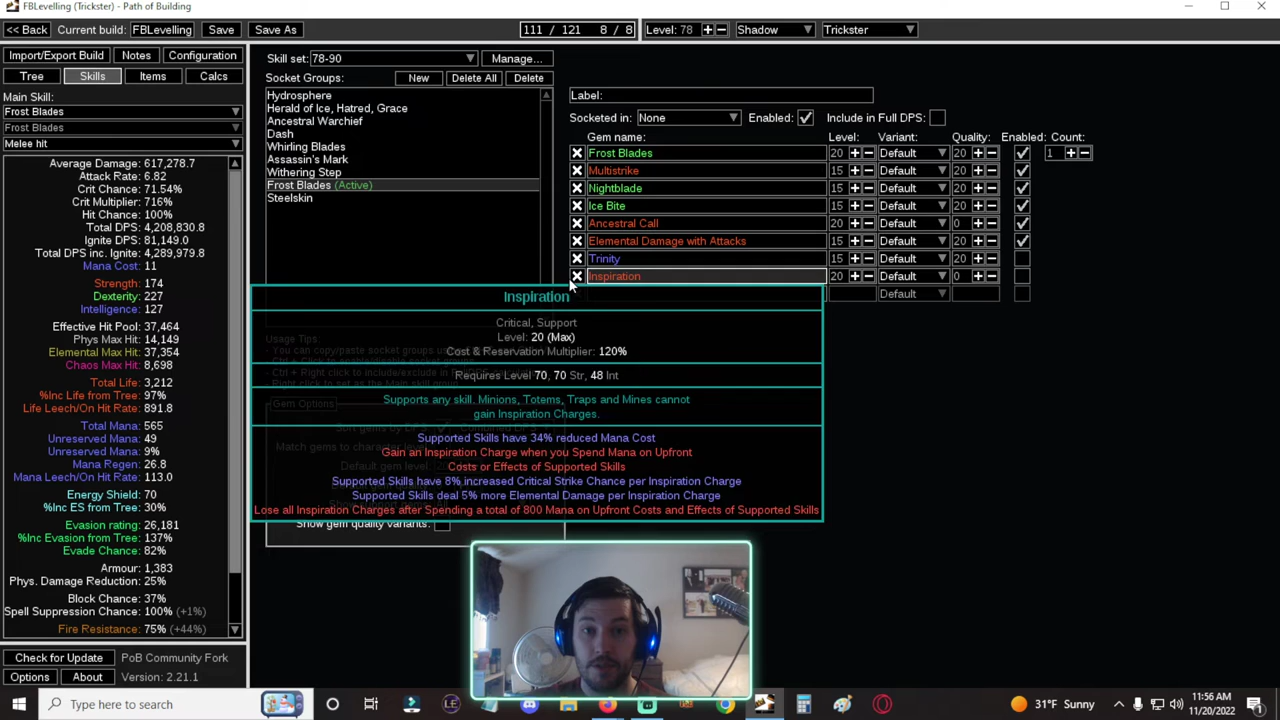 FBLevelling (Trickster) - Path of Building
<< Back Current build: FBLevelling Save Save As 111 / 121 8 / 8 Level: 78 Shadow Trickster
Import/Export Build Notes Configuration
Tree Skills Items Calcs
Main Skill:
Frost Blades
Frost Blades
Melee hit
Average Damage: 617,278.7
Attack Rate: 6.82
Crit Chance: 71.54%
Crit Multiplier: 716%
Hit Chance: 100%
Total DPS: 4,208,830.8
Ignite DPS: 81,149.0
Total DPS inc. Ignite: 4,289,979.8
Mana Cost: 11
Strength: 174
Dexterity: 227
Intelligence: 127
Effective Hit Pool: 37,464
Phys Max Hit: 14,149
Elemental Max Hit: 37,354
Chaos Max Hit: 8,698
Total Life: 3,212
%Inc Life from Tree: 97%
Life Leech/On Hit Rate: 891.8
Total Mana: 565
Unreserved Mana: 49
Unreserved Mana: 9%
Mana Regen: 26.8
Mana Leech/On Hit Rate: 113.0
Energy Shield: 70
%Inc ES from Tree: 30%
Evasion rating: 26,181
%Inc Evasion from Tree: 137%
Evade Chance: 82%
Armour: 1,383
Phys. Damage Reduction: 25%
Block Chance: 37%
Spell Suppression Chance: 100% (+1%)
Fire Resistance: 75% (+44%)
Check for Update PoB Community Fork
Options About Version: 2.21.1
Skill set: 78-90 Manage...
Socket Groups: New Delete All Delete
Hydrosphere
Herald of Ice, Hatred, Grace
Ancestral Warchief
Dash
Whirling Blades
Assassin's Mark
Withering Step
Frost Blades (Active)
Steelskin
Usage Tips:
Gem Options
Show gem quality variants:
Label:
Socketed in: None Enabled: Include in Full DPS:
Gem name: Level: Variant: Quality: Enabled: Count:
Frost Blades 20 Default 20 1
Multistrike 15 Default 20
Nightblade 15 Default 20
Ice Bite 15 Default 20
Ancestral Call 15 Default 0
Elemental Damage with Attacks 15 Default 20
Trinity 15 Default 20
Inspiration 20 Default 0
Default
Inspiration
Critical, Support
Level: 20 (Max)
Cost & Reservation Multiplier: 120%
Requires Level 70, 70 Str, 48 Int
Supports any skill. Minions, Totems, Traps and Mines cannot
gain Inspiration Charges.
Supported Skills have 34% reduced Mana Cost
Gain an Inspiration Charge when you Spend Mana on Upfront
Costs or Effects of Supported Skills
Supported Skills have 8% increased Critical Strike Chance per Inspiration Charge
Supported Skills deal 5% more Elemental Damage per Inspiration Charge
Lose all Inspiration Charges after Spending a total of 800 Mana on Upfront Costs and Effects of Supported Skills
Type here to search
31°F Sunny
11:56 AM
11/20/2022